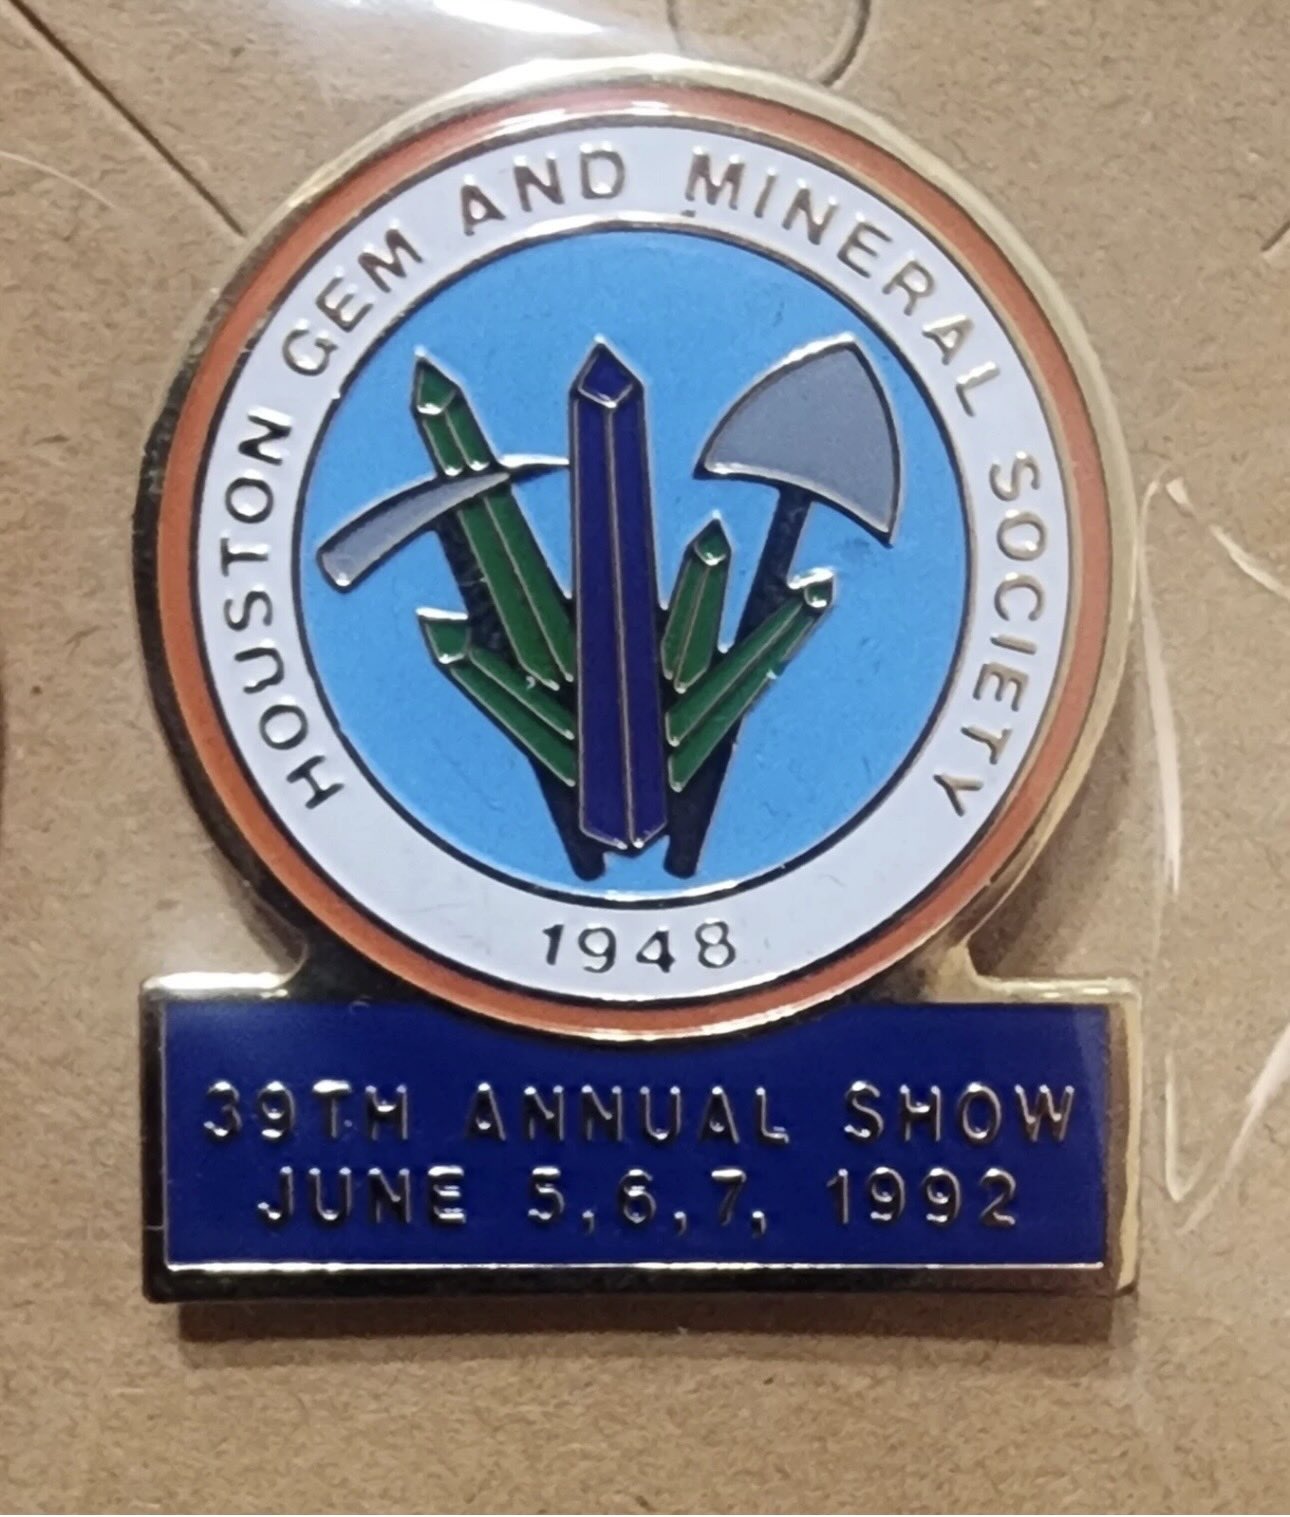 HOUSTON GEM AND MINERAL SOCIETY
1948
39TH ANNUAL SHOW
JUNE 5,6,7, 1992